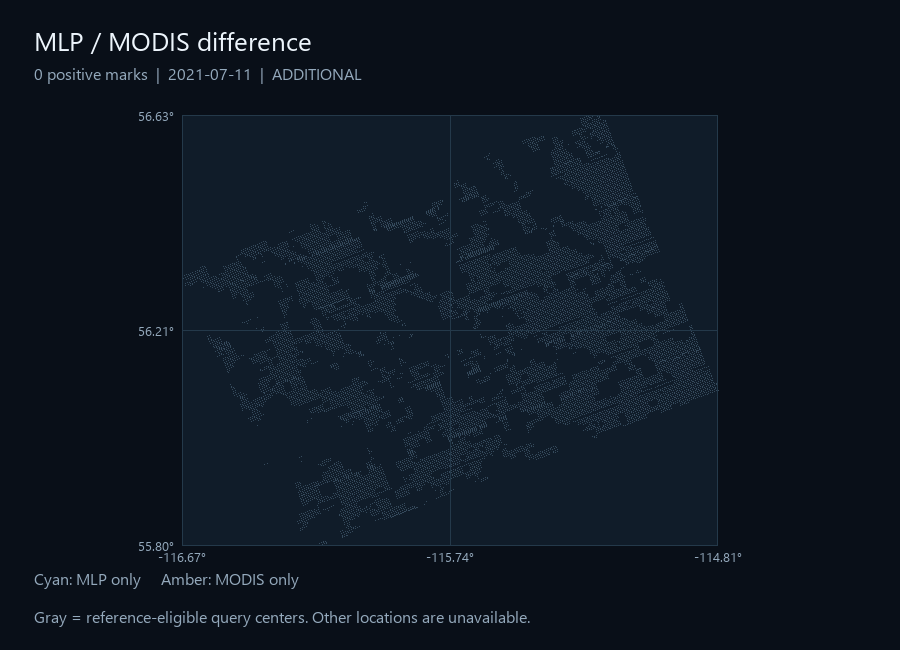 MLP / MODIS difference
0 positive marks | 2021-07-11 | ADDITIONAL
56.63°
56.21°
55.80°
-116.67° -115.74° -114.81°
Cyan: MLP only Amber: MODIS only
Gray = reference-eligible query centers. Other locations are unavailable.